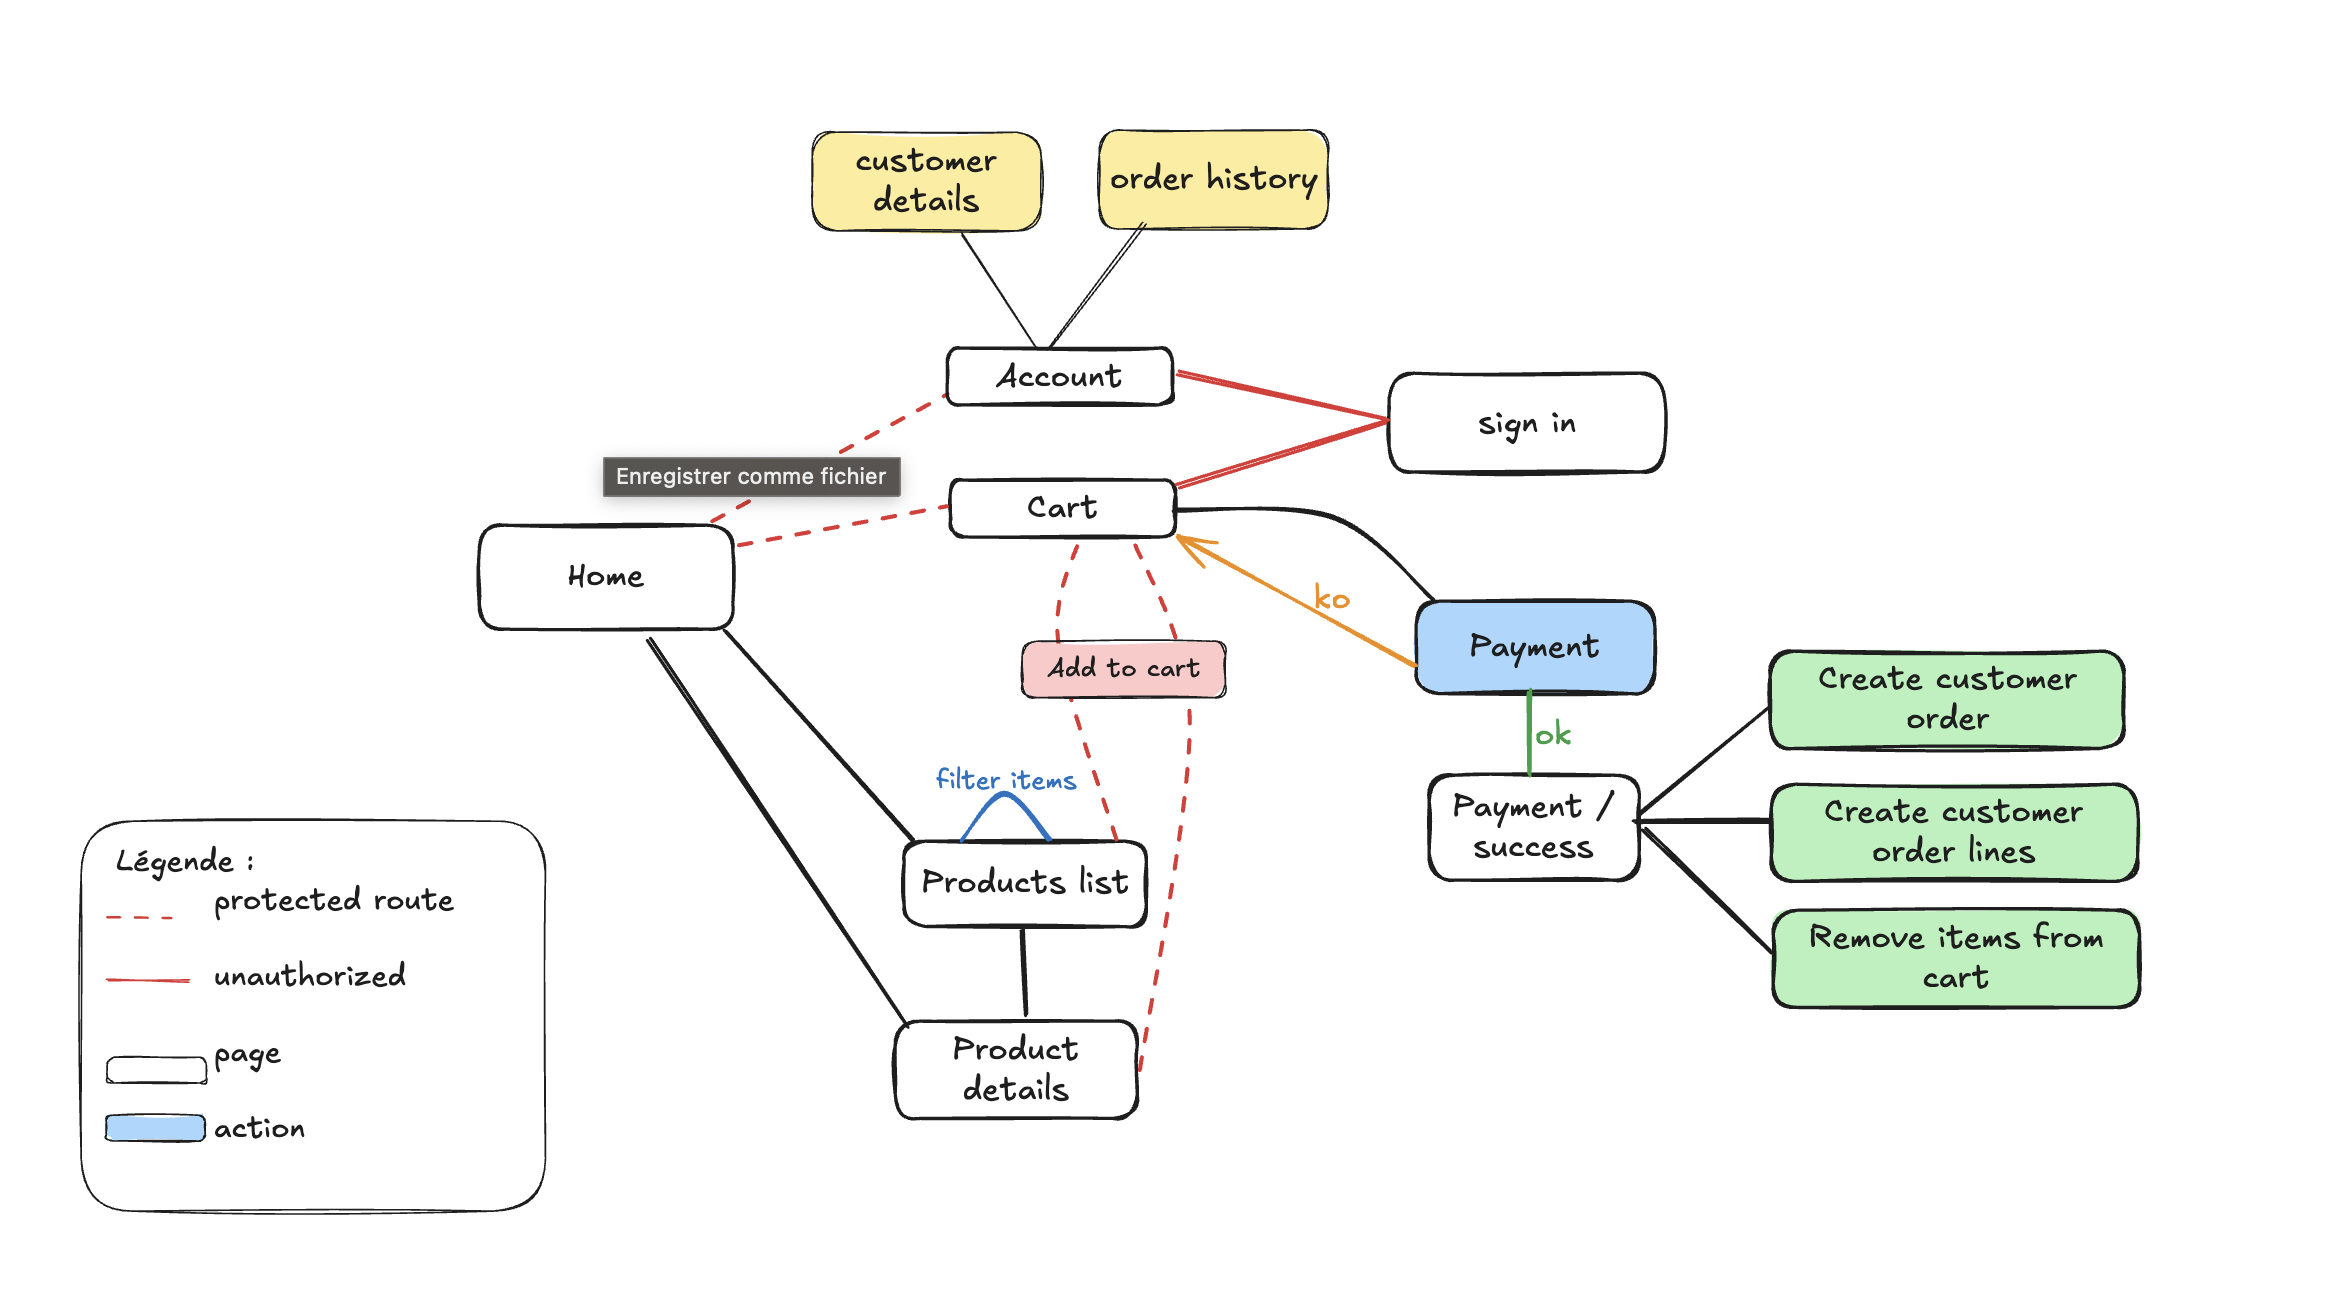 customer
details
order history
Account
sign in
Enregistrer comme fichier
Cart
Home
ko
Payment
Add to cart
Create customer
order
ok
filter items
Payment /
success
Create customer
order lines
Products list
Remove items from
cart
Product
details
Légende :
protected route
unauthorized
page
action